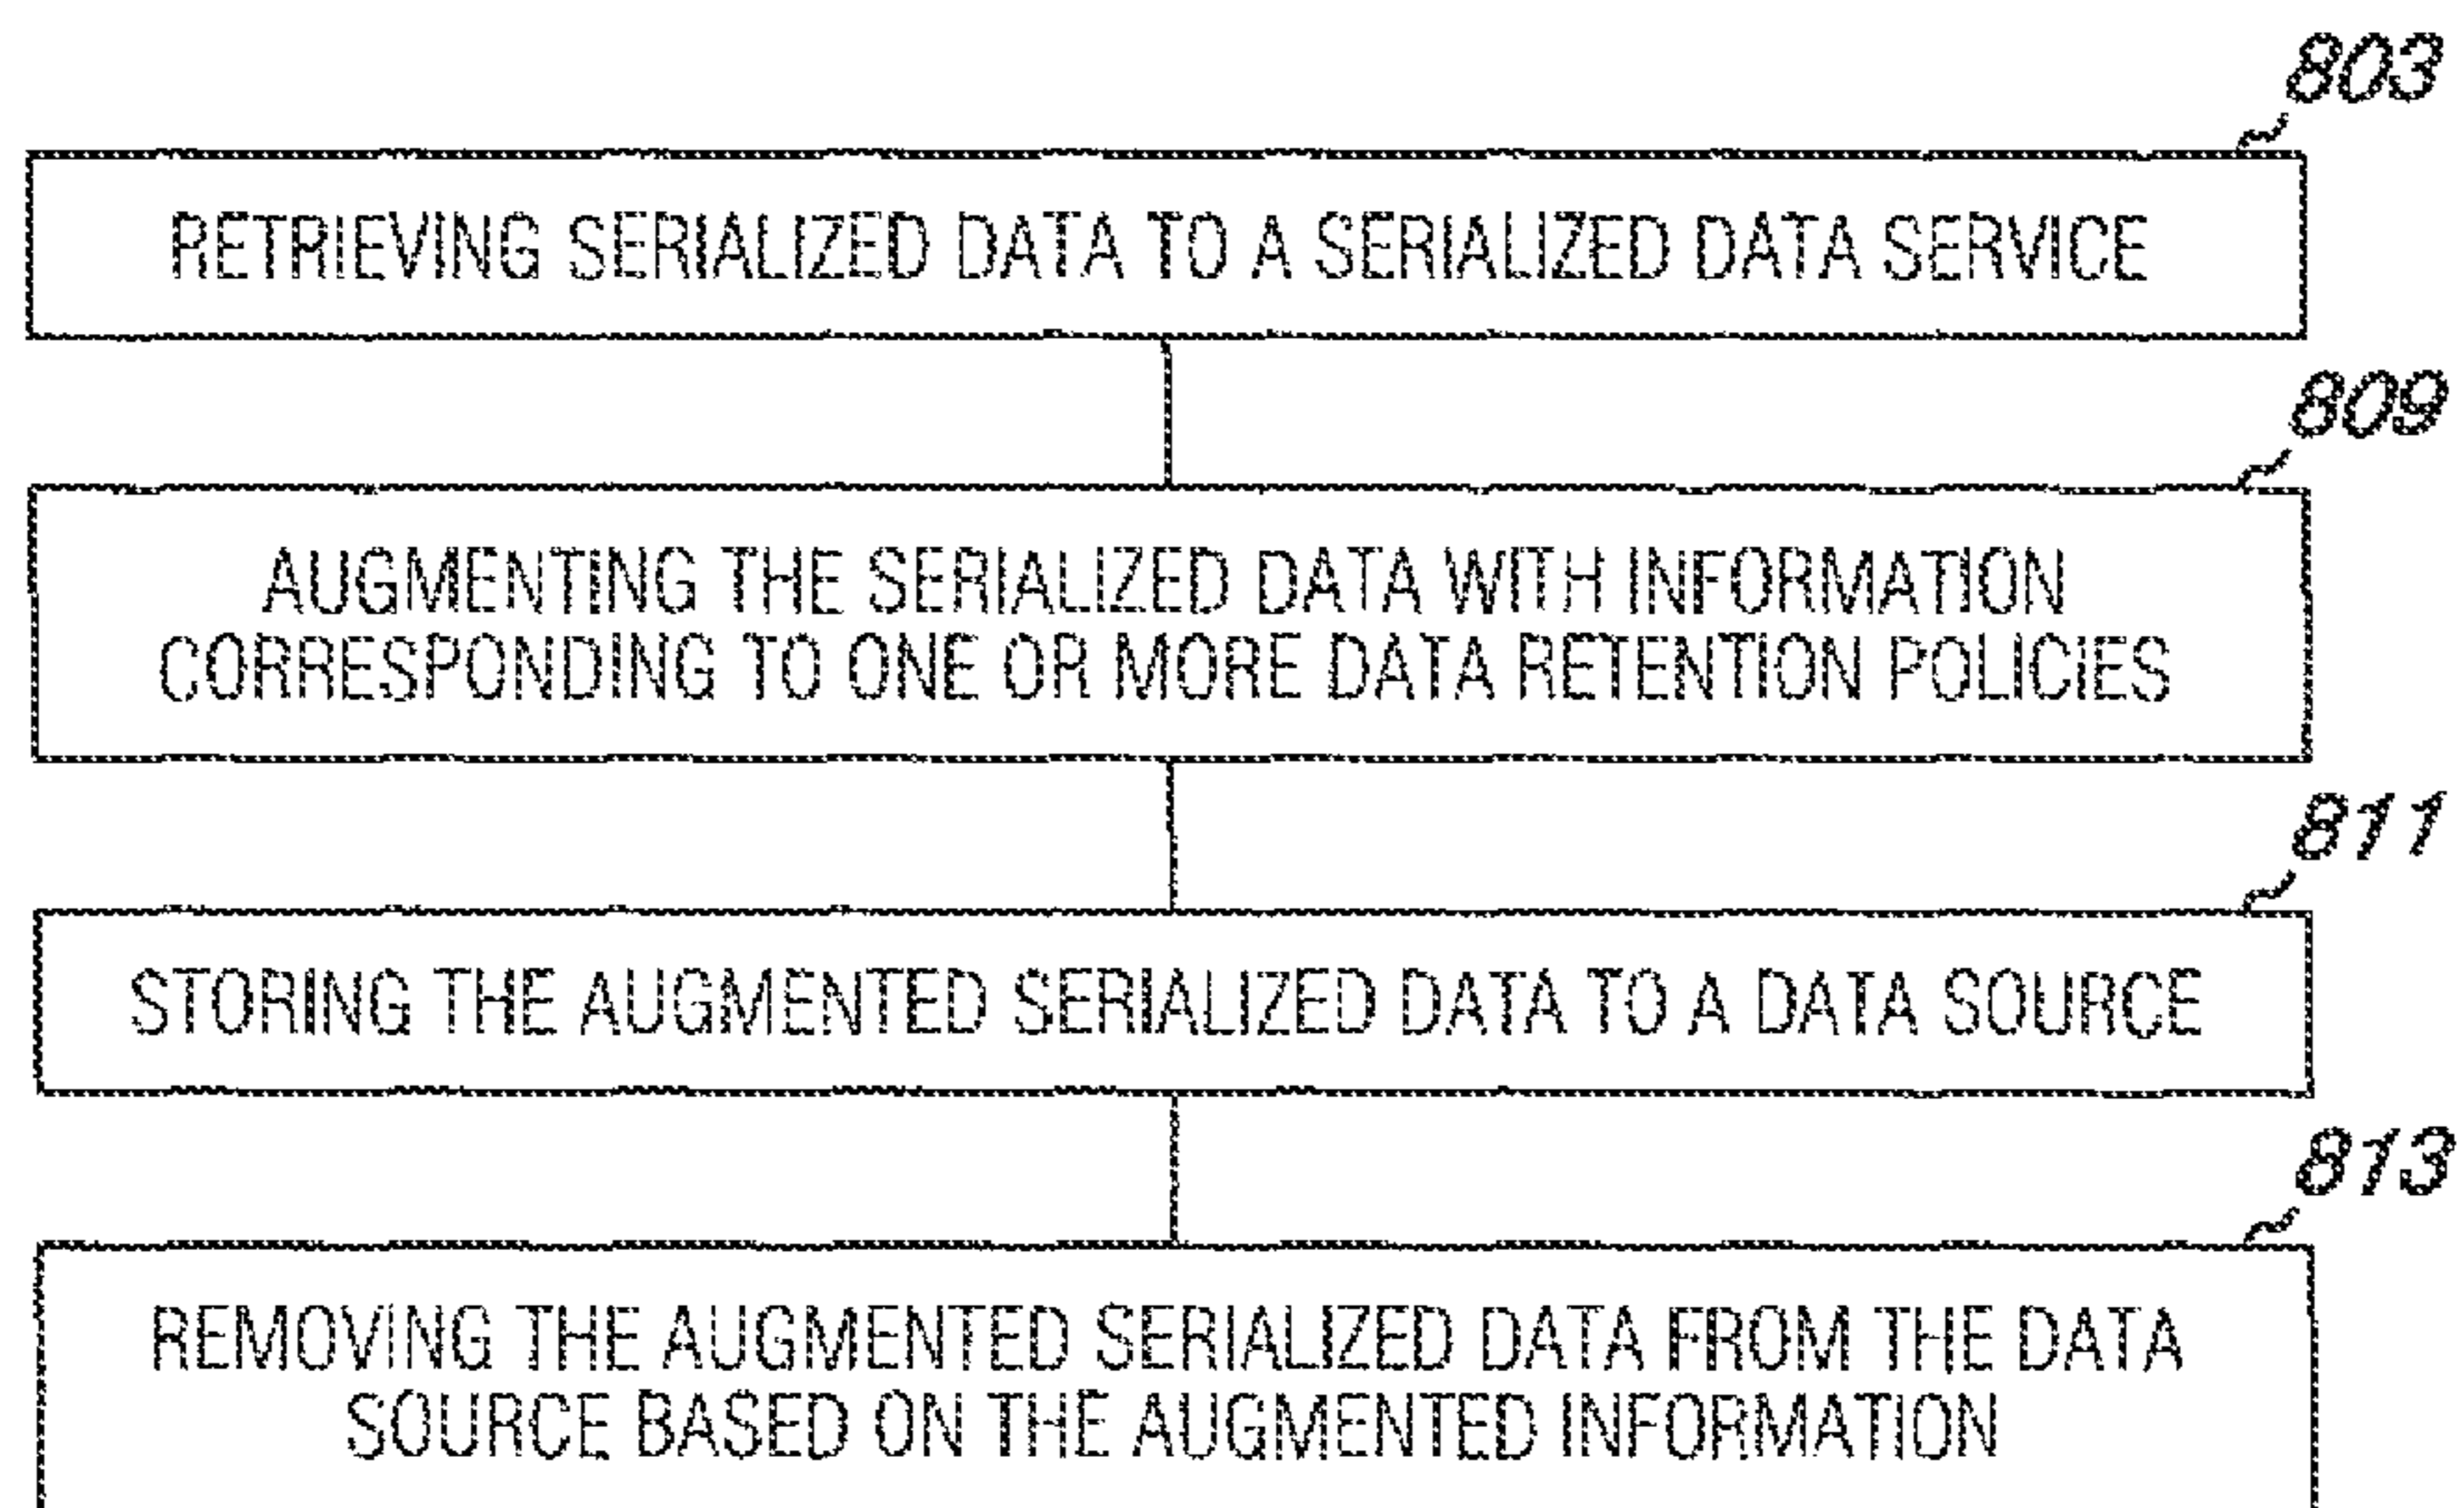 803
RETRIEVING SERIALIZED DATA TO A SERIALIZED DATA SERVICE
809
AUGMENTING THE SERIALIZED DATA WITH INFORMATION
CORRESPONDING TO ONE OR MORE DATA RETENTION POLICIES
811
STORING THE AUGMENTED SERIALIZED DATA TO A DATA SOURCE
813
REMOVING THE AUGMENTED SERIALIZED DATA FROM THE DATA
SOURCE BASED ON THE AUGMENTED INFORMATION